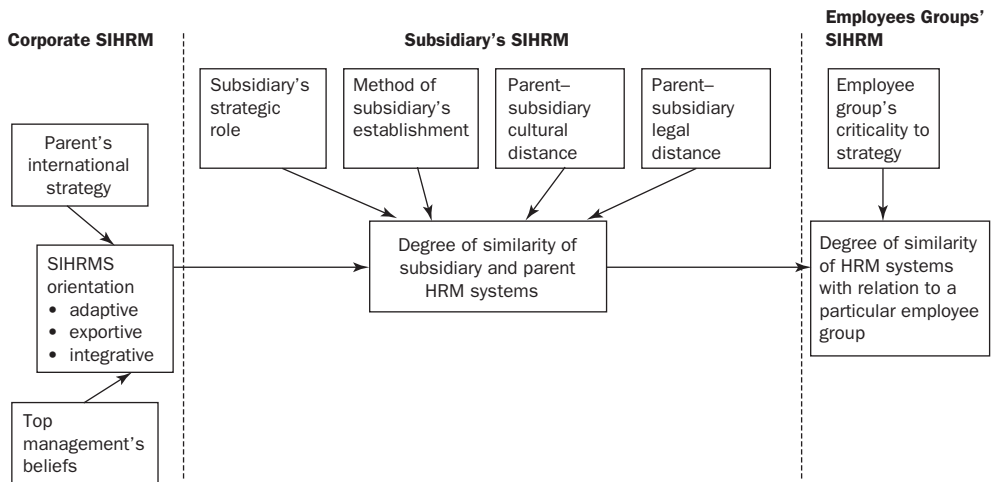 Corporate SIHRM
Subsidiary's SIHRM
Employees Groups'
SIHRM
Parent's
international
strategy
SIHRMS
orientation
• adaptive
• exportive
• integrative
Top
management's
beliefs
Subsidiary's
strategic
role
Method of
subsidiary's
establishment
Parent–
subsidiary
cultural
distance
Parent–
subsidiary
legal
distance
Degree of similarity of
subsidiary and parent
HRM systems
Employee
group's
criticality to
strategy
Degree of similarity
of HRM systems
with relation to a
particular employee
group